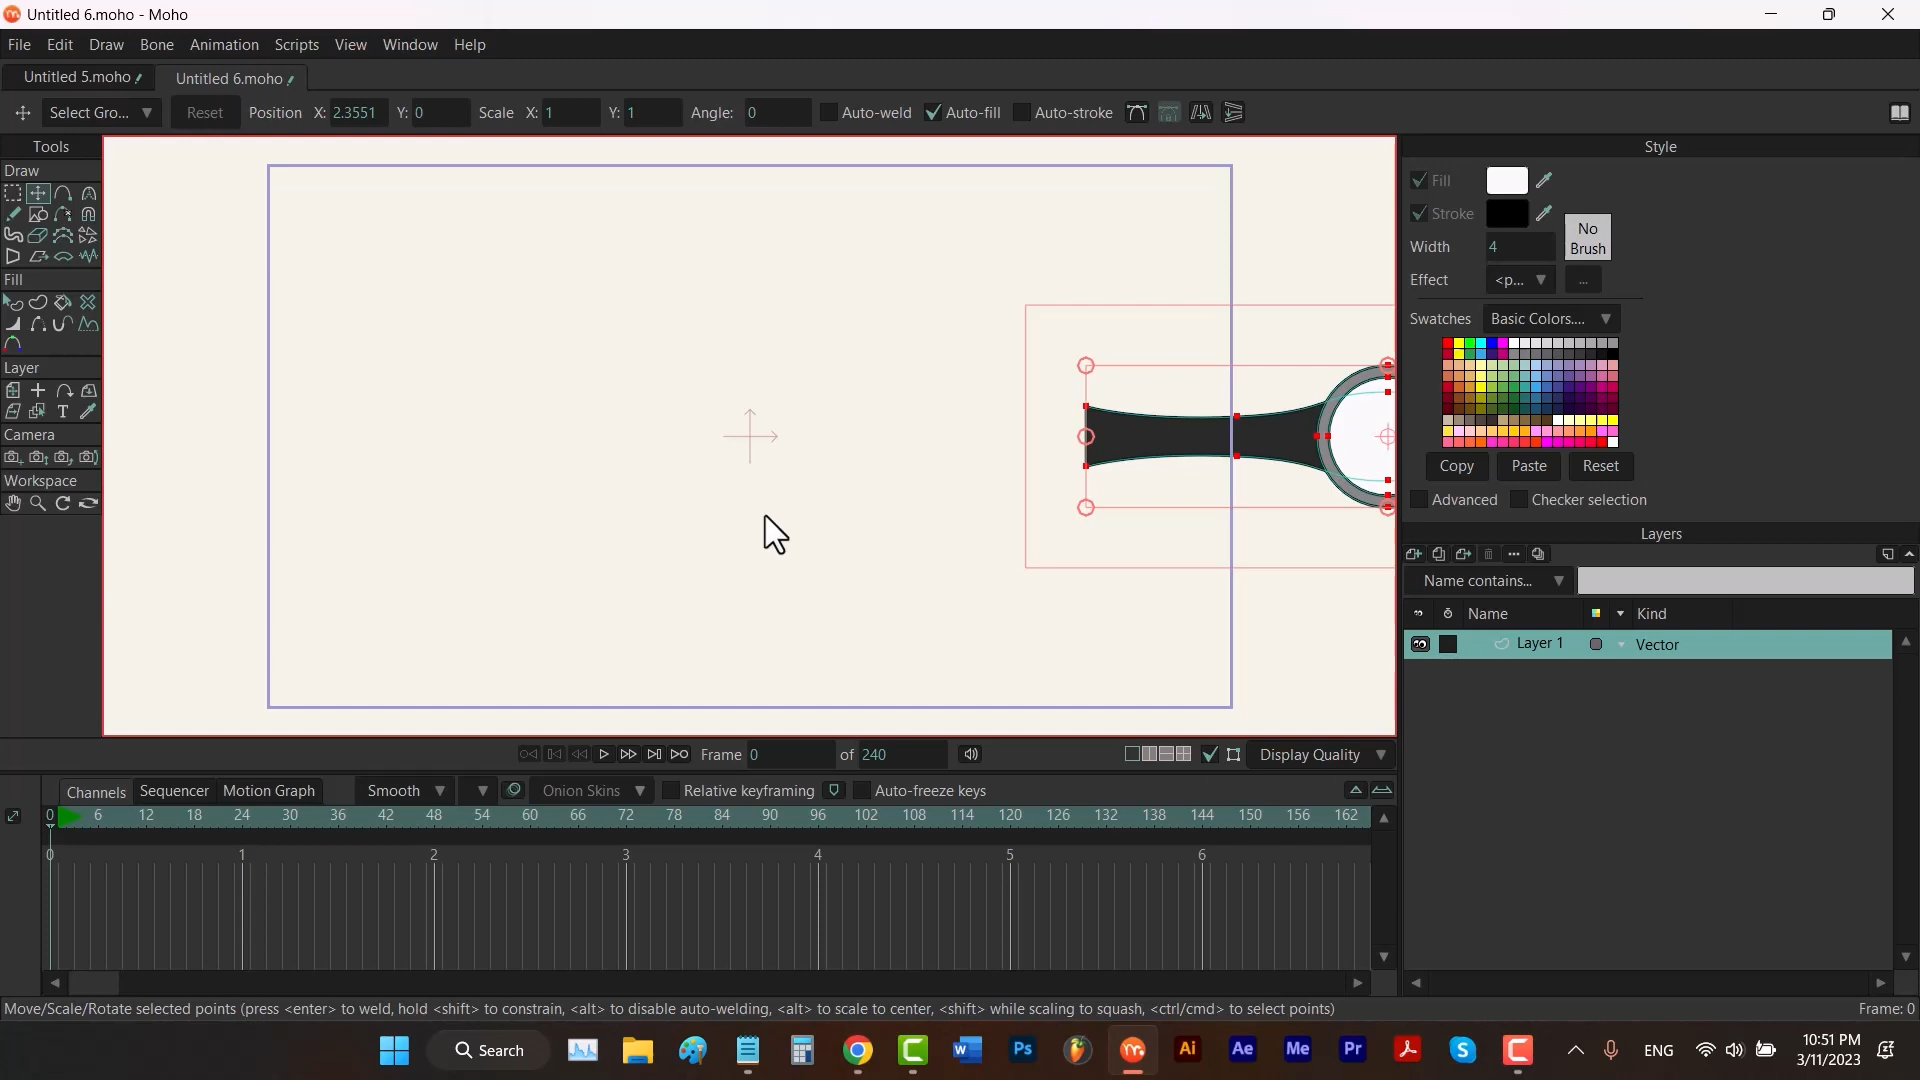 Untitled 6.moho - Moho
File Edit Draw Bone Animation Scripts View Window Help
Untitled 5.moho Untitled 6.moho
Select Gro... Reset Position X: 2.3551 Y: 0 Scale X: 1 Y: 1 Angle: 0 Auto-weld Auto-fill Auto-stroke
Tools
Draw
Fill
Layer
T
Camera
Workspace
Style
Fill
Stroke
Width 4
No Brush
Effect <p... ...
Swatches Basic Colors....
Copy Paste Reset
Advanced Checker selection
Layers
Name contains...
Name Kind
Layer 1 Vector
Frame 0 of 240 Display Quality
Channels Sequencer Motion Graph Smooth Onion Skins Relative keyframing Auto-freeze keys
0 6 12 18 24 30 36 42 48 54 60 66 72 78 84 90 96 102 108 114 120 126 132 138 144 150 156 162
0 1 2 3 4 5 6
Move/Scale/Rotate selected points (press <enter> to weld, hold <shift> to constrain, <alt> to disable auto-welding, <alt> to scale to center, <shift> while scaling to squash, <ctrl/cmd> to select points) Frame: 0
Search Ps Ai Ae Me Pr ENG 10:51 PM
3/11/2023